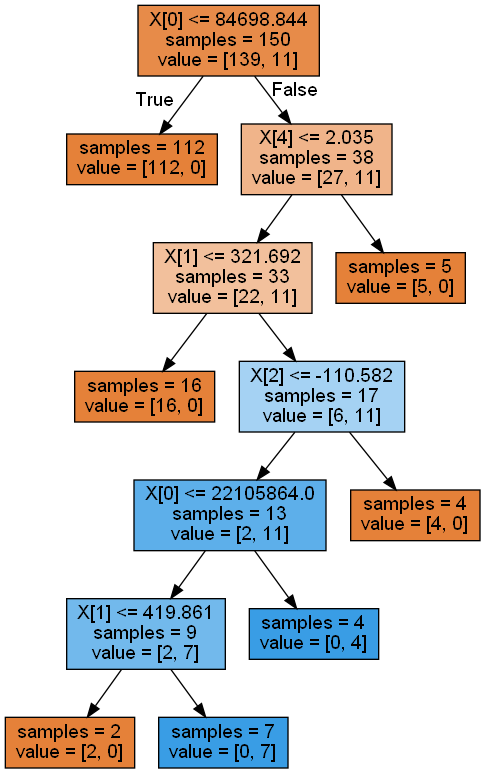 X[0] <= 84698.844
samples = 150
value = [139, 11]
True
False
samples = 112
value = [112, 0]
X[4] <= 2.035
samples = 38
value = [27, 11]
X[1] <= 321.692
samples = 33
value = [22, 11]
samples = 5
value = [5, 0]
samples = 16
value = [16, 0]
X[2] <= -110.582
samples = 17
value = [6, 11]
X[0] <= 22105864.0
samples = 13
value = [2, 11]
samples = 4
value = [4, 0]
X[1] <= 419.861
samples = 9
value = [2, 7]
samples = 4
value = [0, 4]
samples = 2
value = [2, 0]
samples = 7
value = [0, 7]